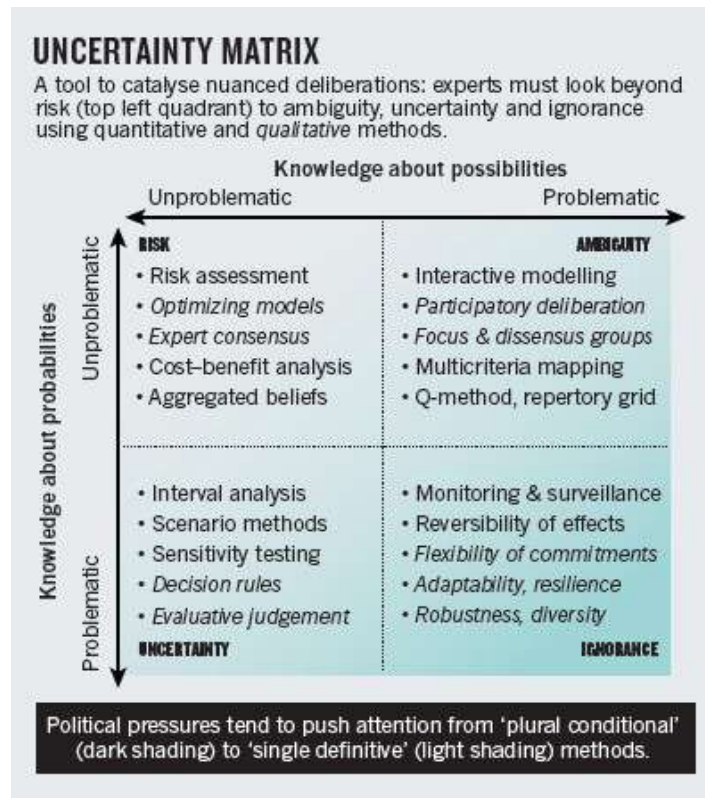 UNCERTAINTY MATRIX
A tool to catalyse nuanced deliberations: experts must look beyond
risk (top left quadrant) to ambiguity, uncertainty and ignorance
using quantitative and qualitative methods.
Knowledge about possibilities
Unproblematic
Problematic
Knowledge about probabilities
Unproblematic
Problematic
RISK
• Risk assessment
• Optimizing models
• Expert consensus
• Cost–benefit analysis
• Aggregated beliefs
AMBIGUITY
• Interactive modelling
• Participatory deliberation
• Focus & dissensus groups
• Multicriteria mapping
• Q-method, repertory grid
• Interval analysis
• Scenario methods
• Sensitivity testing
• Decision rules
• Evaluative judgement
UNCERTAINTY
• Monitoring & surveillance
• Reversibility of effects
• Flexibility of commitments
• Adaptability, resilience
• Robustness, diversity
IGNORANCE
Political pressures tend to push attention from ‘plural conditional’
(dark shading) to ‘single definitive’ (light shading) methods.